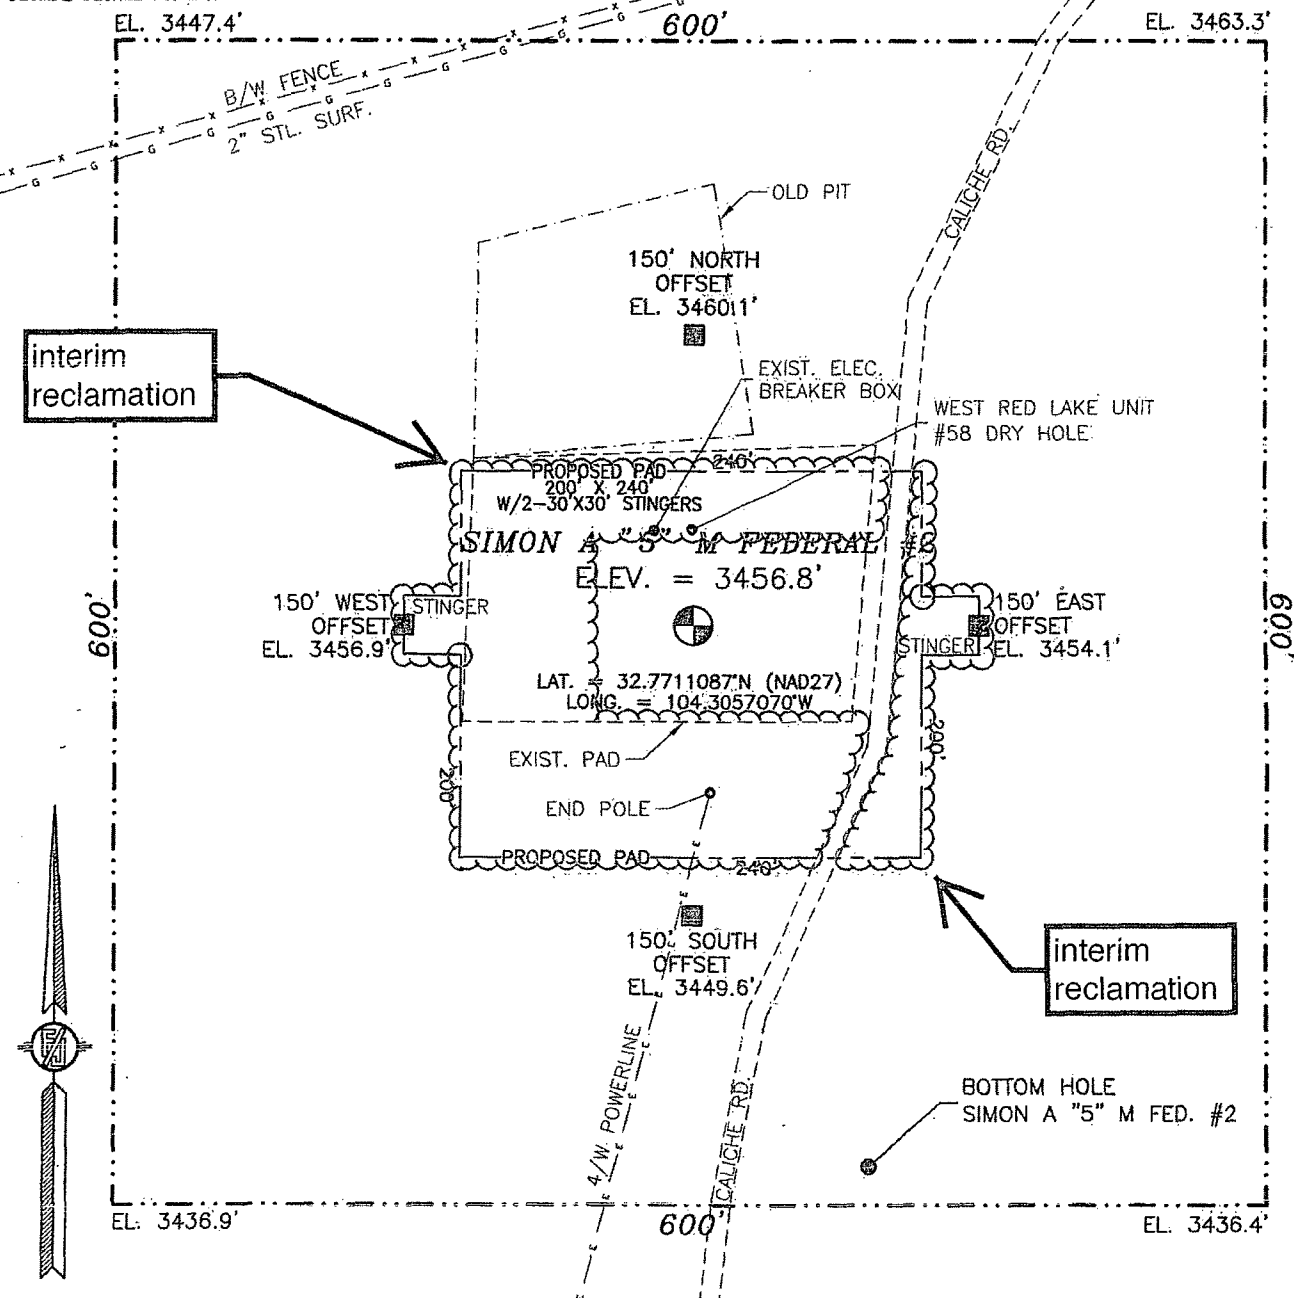 EL. 3447.4'
600'
EL. 3463.3'
B/W FENCE
2" STL. SURF.
CALICHE RD.
OLD PIT
150' NORTH
OFFSET
EL. 3460.1'
interim
reclamation
EXIST. ELEC.
BREAKER BOX
WEST RED LAKE UNIT
#58 DRY HOLE
PROPOSED PAD
240'
200' X 240'
W/2-30'X30' STINGERS
SIMON A "5" M FEDERAL #2
ELEV. = 3456.8'
600'
150' WEST
OFFSET
EL. 3456.9'
STINGER
150' EAST
OFFSET
EL. 3454.1'
STINGER
600'
LAT. = 32.7711087°N (NAD27)
LONG. = 104.3057070°W
EXIST. PAD
200'
200'
END POLE
PROPOSED PAD
240'
150' SOUTH
OFFSET
EL. 3449.6'
interim
reclamation
4/W POWERLINE
CALICHE RD.
BOTTOM HOLE
SIMON A "5" M FED. #2
EL. 3436.9'
600'
EL. 3436.4'